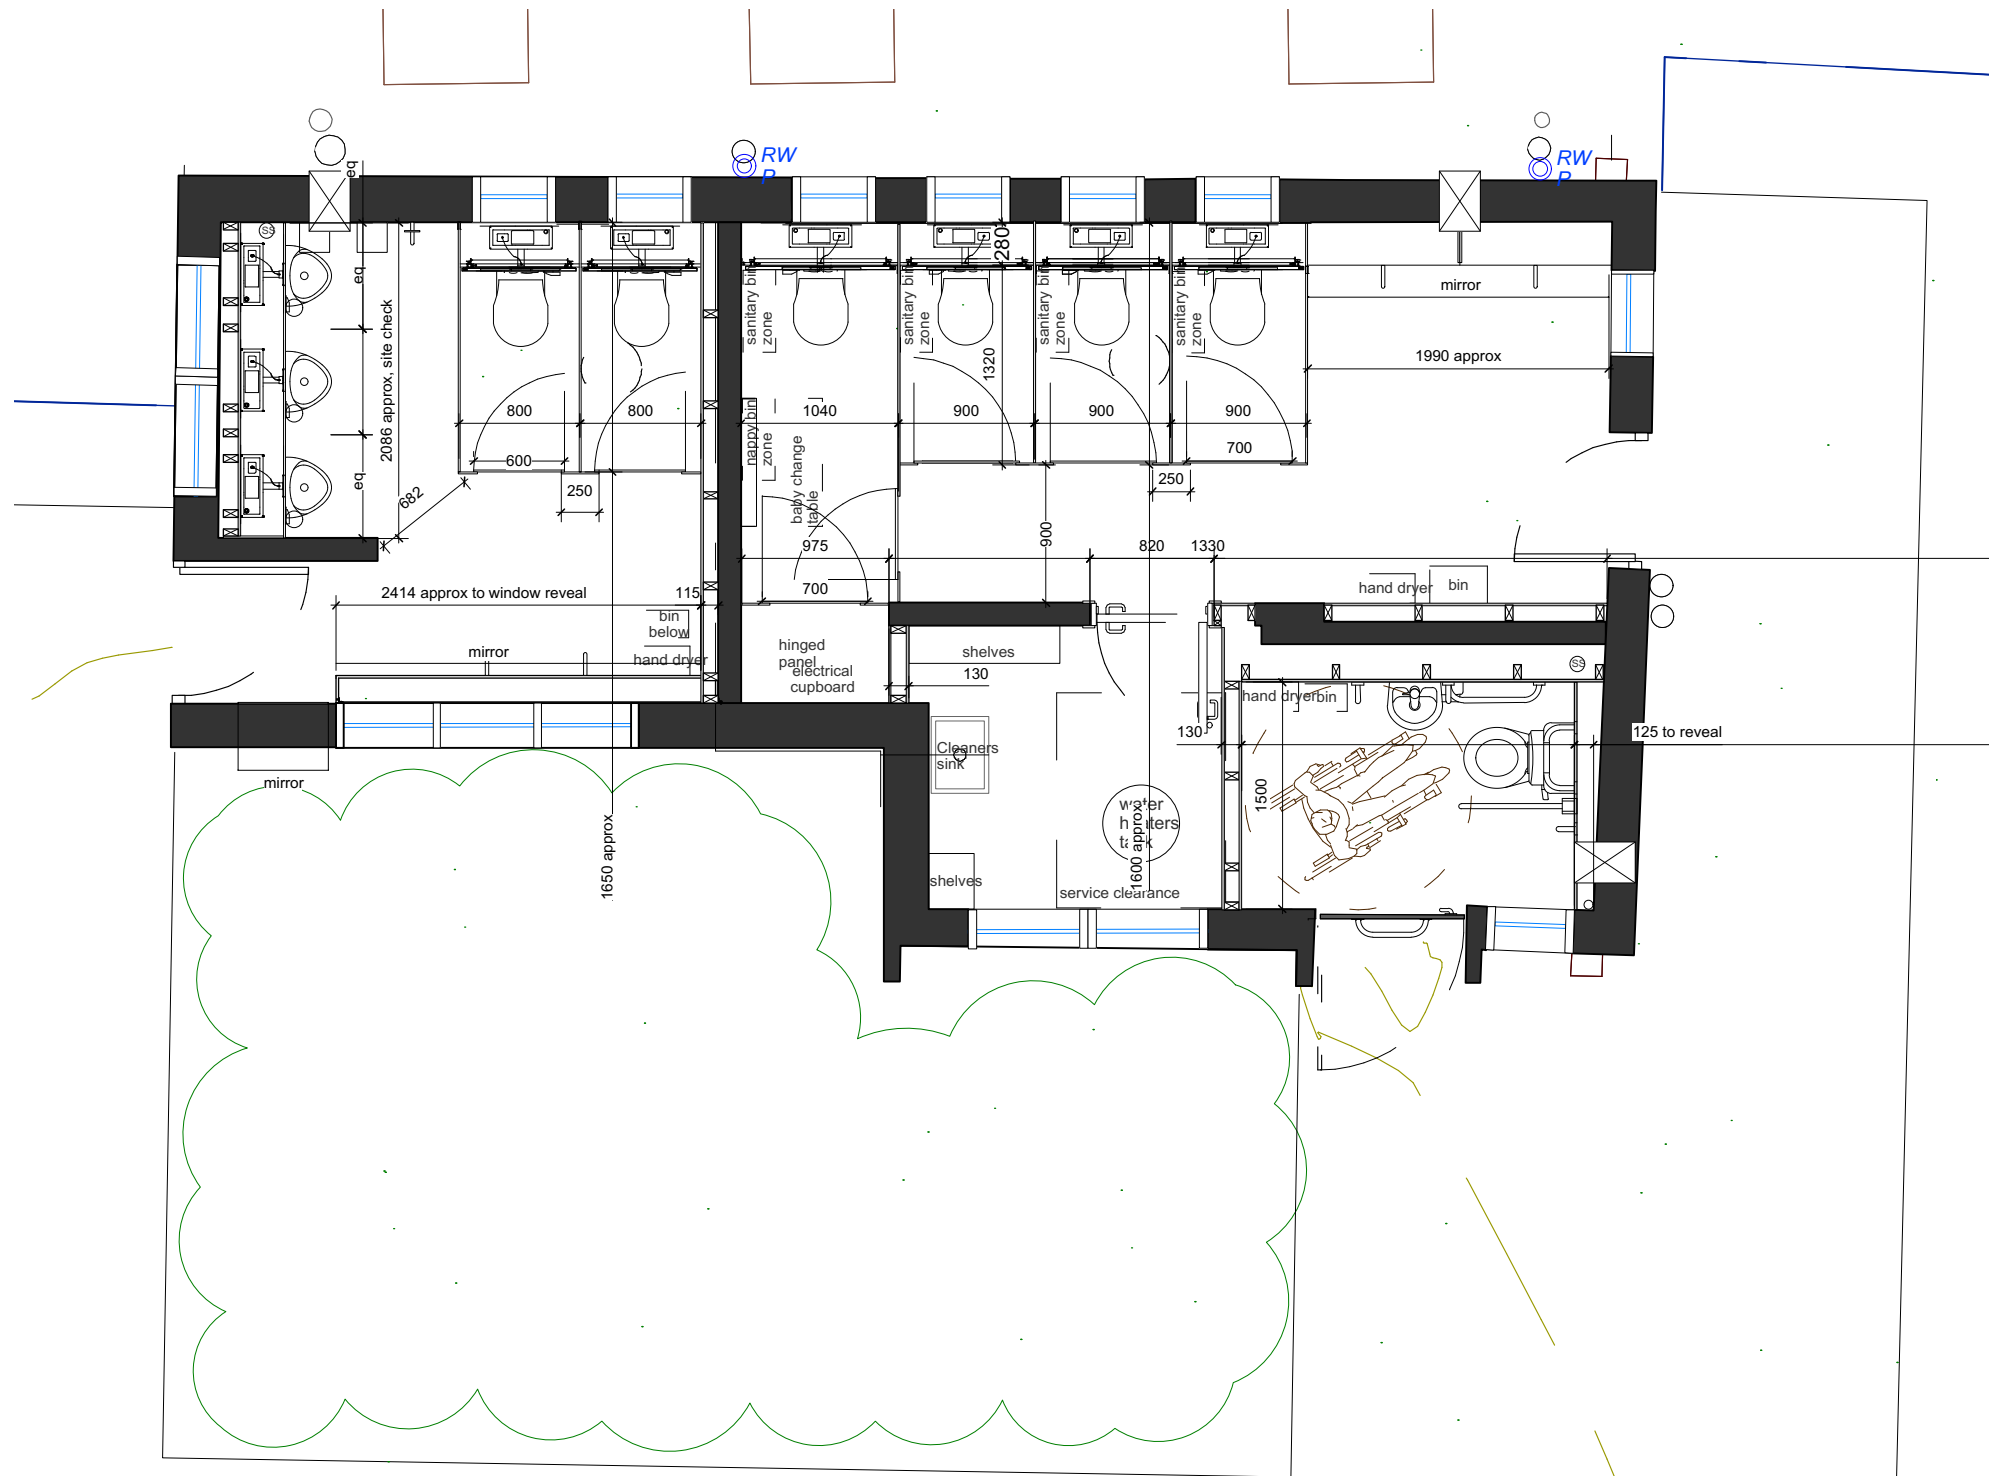 RW
P
RW
P
eq
SS
280
eq
2086 approx, site check
sanitary bin
zone
sanitary bin
zone
sanitary bin
zone
sanitary bin
zone
mirror
1320
1990 approx
800
800
1040
900
900
900
nappy bin
zone
baby change
table
700
600
eq
682
250
250
900
975
820
1330
700
2414 approx to window reveal
115
hand dryer
bin
bin
below
mirror
hand dryer
hinged
panel
electrical
cupboard
shelves
130
SS
hand dryer
bin
130
125 to reveal
Cleaners
sink
mirror
1500
water
heaters
tank
1650 approx
1600 approx
shelves
service clearance